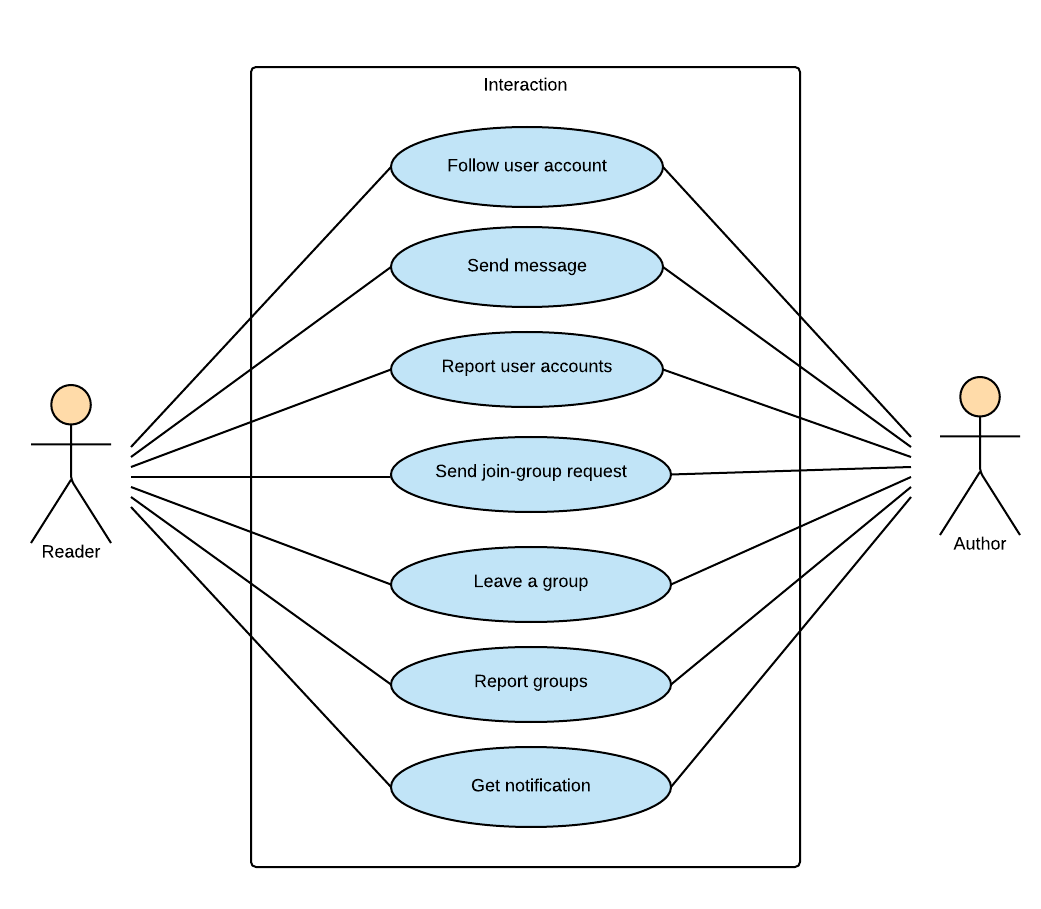 Interaction
Follow user account
Send message
Report user accounts
Send join-group request
Leave a group
Report groups
Get notification
Reader
Author